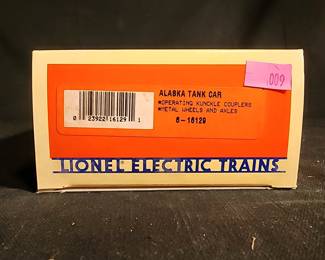 009
ALASKA TANK CAR
*OPERATING KUNCKLE COUPLERS
*METAL WHEELS AND AXLES
0 23922 16129 1
6-16129
LIONEL ELECTRIC TRAINS